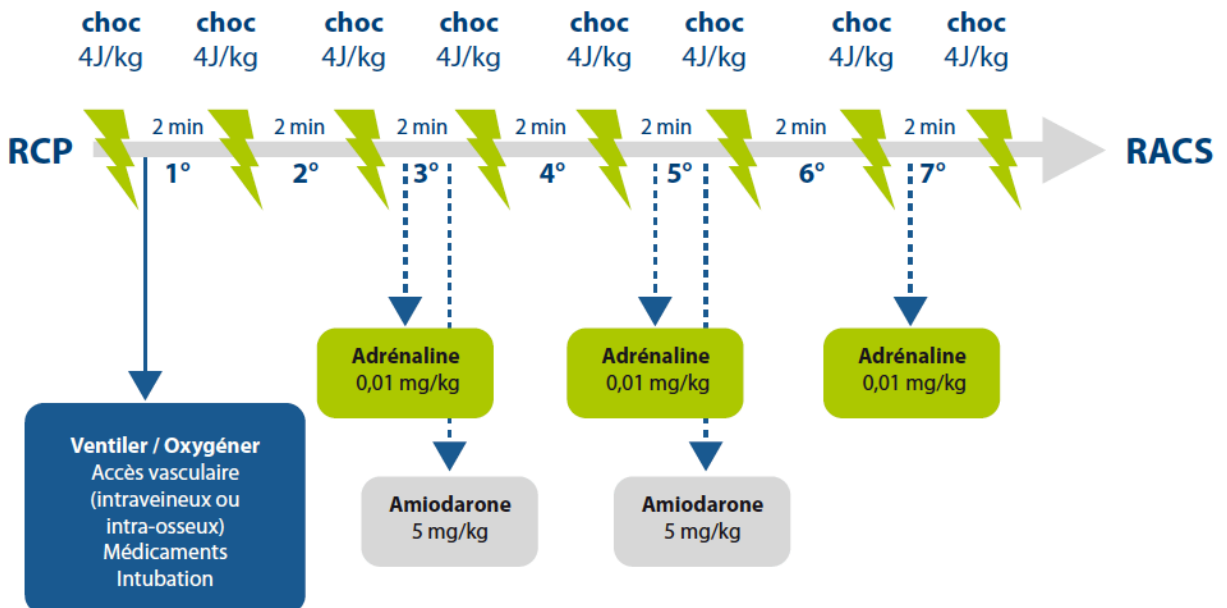 choc choc choc choc choc choc choc choc
4J/kg 4J/kg 4J/kg 4J/kg 4J/kg 4J/kg 4J/kg 4J/kg
2 min 2 min 2 min 2 min 2 min 2 min 2 min
RCP RACS
1° 2° 3° 4° 5° 6° 7°
Adrénaline
0,01 mg/kg
Adrénaline
0,01 mg/kg
Adrénaline
0,01 mg/kg
Ventiler / Oxygéner
Accès vasculaire
(intraveineux ou
intra-osseux)
Médicaments
Intubation
Amiodarone
5 mg/kg
Amiodarone
5 mg/kg